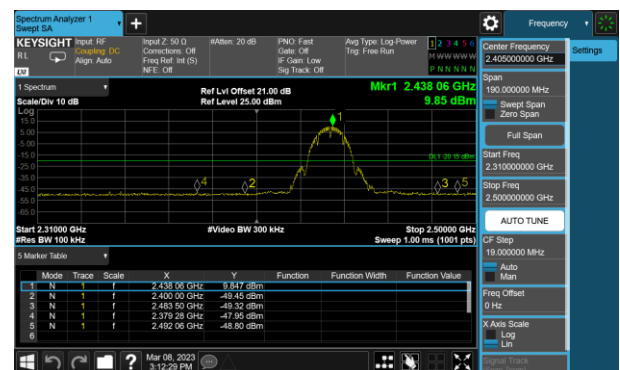 Spectrum Analyzer 1
Swept SA
Frequency
KEYSIGHT
Input: RF
Coupling: DC
Align: Auto
Input Z: 50 Ω
Corrections: Off
Freq Ref: Int (S)
NFE: Off
#Atten: 20 dB
PNO: Fast
Gate: Off
IF Gain: Low
Sig Track: Off
Avg Type: Log-Power
Trig: Free Run
1 2 3 4 5 6
M W W W W W
P N N N N N
RL
Center Frequency
2.405000000 GHz
Settings
1 Spectrum
Scale/Div 10 dB
Ref Lvl Offset 21.00 dB
Ref Level 25.00 dBm
Mkr1 2.438 06 GHz
9.85 dBm
Span
190.000000 MHz
Swept Span
Zero Span
Full Span
Start Freq
2.310000000 GHz
Stop Freq
2.500000000 GHz
AUTO TUNE
CF Step
19.000000 MHz
Auto
Man
Freq Offset
0 Hz
X Axis Scale
Log
Lin
Signal Track
Log
15.0
5.00
-5.00
-15.0
-25.0
-35.0
-45.0
-55.0
-65.0
1
DL1 -20.15 dBm
4
2
3
5
Start 2.31000 GHz
#Res BW 100 kHz
#Video BW 300 kHz
Stop 2.50000 GHz
Sweep 1.00 ms (1001 pts)
5 Marker Table
Mode Trace Scale X Y Function Function Width Function Value
1 N 1 f 2.438 06 GHz 9.847 dBm
2 N 1 f 2.400 00 GHz -49.45 dBm
3 N 1 f 2.483 50 GHz -49.32 dBm
4 N 1 f 2.379 28 GHz -47.95 dBm
5 N 1 f 2.492 06 GHz -48.80 dBm
6
?
Mar 08, 2023
3:12:29 PM